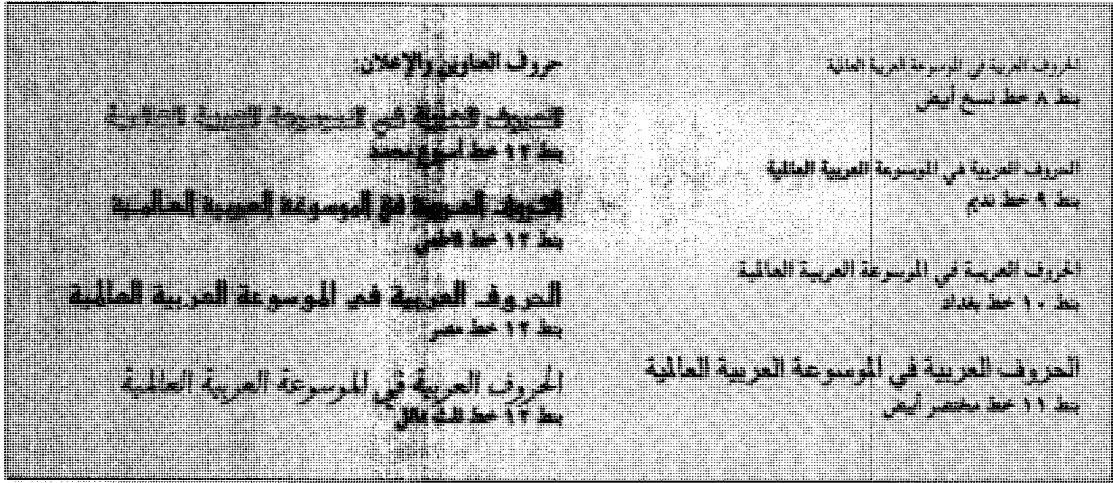 الحروف العربية في الموسوعة العربية العالمية
بنط ٨ خط نسخ أبيض
الحروف العربية في الموسوعة العربية العالمية
بنط ٩ خط نديم
الحروف العربية في الموسوعة العربية العالمية
بنط ١٠ خط بغداد
الحروف العربية في الموسوعة العربية العالمية
بنط ١١ خط مختصر أبيض
حروف العناوين والإعلان:
الحروف العربية في الموسوعة العربية العالمية
بنط ١٢ خط
الحروف العربية في الموسوعة العربية العالمية
بنط ١٢ خط
الحروف العربية في الموسوعة العربية العالمية
بنط ١٢ خط مصر
الحروف العربية في الموسوعة العربية العالمية
بنط ١٢ خط